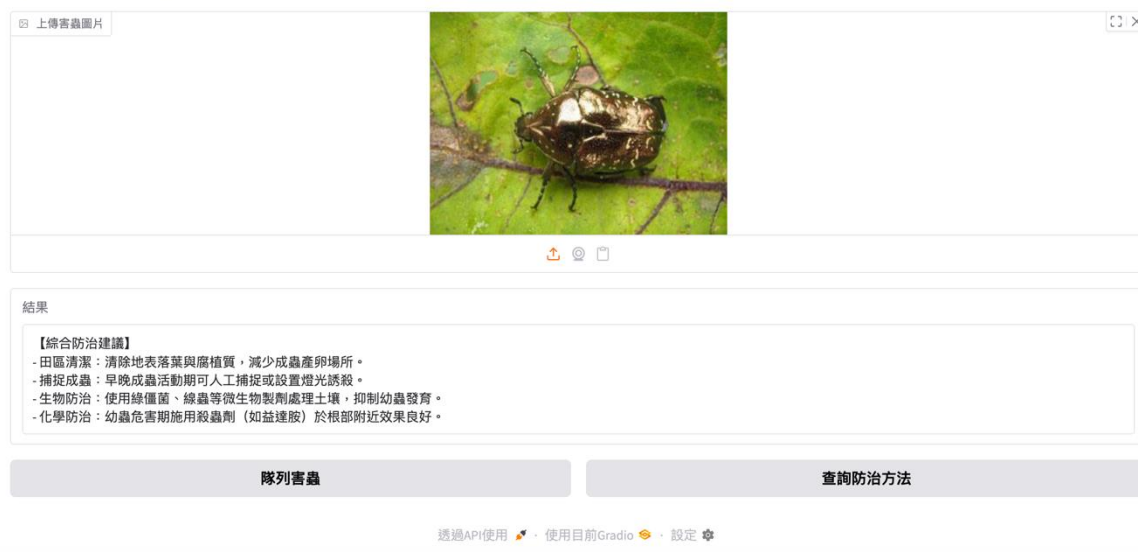 上傳害蟲圖片
結果
【綜合防治建議】
- 田區清潔：清除地表落葉與腐植質，減少成蟲產卵場所。
- 捕捉成蟲：早晚成蟲活動期可人工捕捉或設置燈光誘殺。
- 生物防治：使用綠僵菌、線蟲等微生物製劑處理土壤，抑制幼蟲發育。
- 化學防治：幼蟲危害期施用殺蟲劑（如益達胺）於根部附近效果良好。
隊列害蟲
查詢防治方法
透過API使用 · 使用目前Gradio · 設定